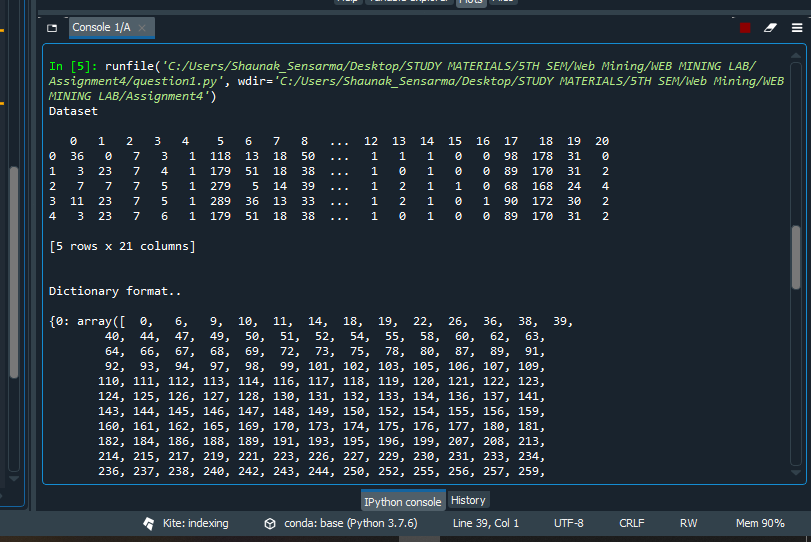 Help Variable explorer Plots Files
Console 1/A
In [5]: runfile('C:/Users/Shaunak_Sensarma/Desktop/STUDY MATERIALS/5TH SEM/Web Mining/WEB MINING LAB/
Assignment4/question1.py', wdir='C:/Users/Shaunak_Sensarma/Desktop/STUDY MATERIALS/5TH SEM/Web Mining/WEB
MINING LAB/Assignment4')
Dataset
0 1 2 3 4 5 6 7 8 ... 12 13 14 15 16 17 18 19 20
0 36 0 7 3 1 118 13 18 50 ... 1 1 1 0 0 98 178 31 0
1 3 23 7 4 1 179 51 18 38 ... 1 0 1 0 0 89 170 31 2
2 7 7 7 5 1 279 5 14 39 ... 1 2 1 1 0 68 168 24 4
3 11 23 7 5 1 289 36 13 33 ... 1 2 1 0 1 90 172 30 2
4 3 23 7 6 1 179 51 18 38 ... 1 0 1 0 0 89 170 31 2
[5 rows x 21 columns]
Dictionary format..
{0: array([ 0, 6, 9, 10, 11, 14, 18, 19, 22, 26, 36, 38, 39,
40, 44, 47, 49, 50, 51, 52, 54, 55, 58, 60, 62, 63,
64, 66, 67, 68, 69, 72, 73, 75, 78, 80, 87, 89, 91,
92, 93, 94, 97, 98, 99, 101, 102, 103, 105, 106, 107, 109,
110, 111, 112, 113, 114, 116, 117, 118, 119, 120, 121, 122, 123,
124, 125, 126, 127, 128, 130, 131, 132, 133, 134, 136, 137, 141,
143, 144, 145, 146, 147, 148, 149, 150, 152, 154, 155, 156, 159,
160, 161, 162, 165, 169, 170, 173, 174, 175, 176, 177, 180, 181,
182, 184, 186, 188, 189, 191, 193, 195, 196, 199, 207, 208, 213,
214, 215, 217, 219, 221, 223, 226, 227, 229, 230, 231, 233, 234,
236, 237, 238, 240, 242, 243, 244, 250, 252, 255, 256, 257, 259,
IPython console History
Kite: indexing conda: base (Python 3.7.6) Line 39, Col 1 UTF-8 CRLF RW Mem 90%